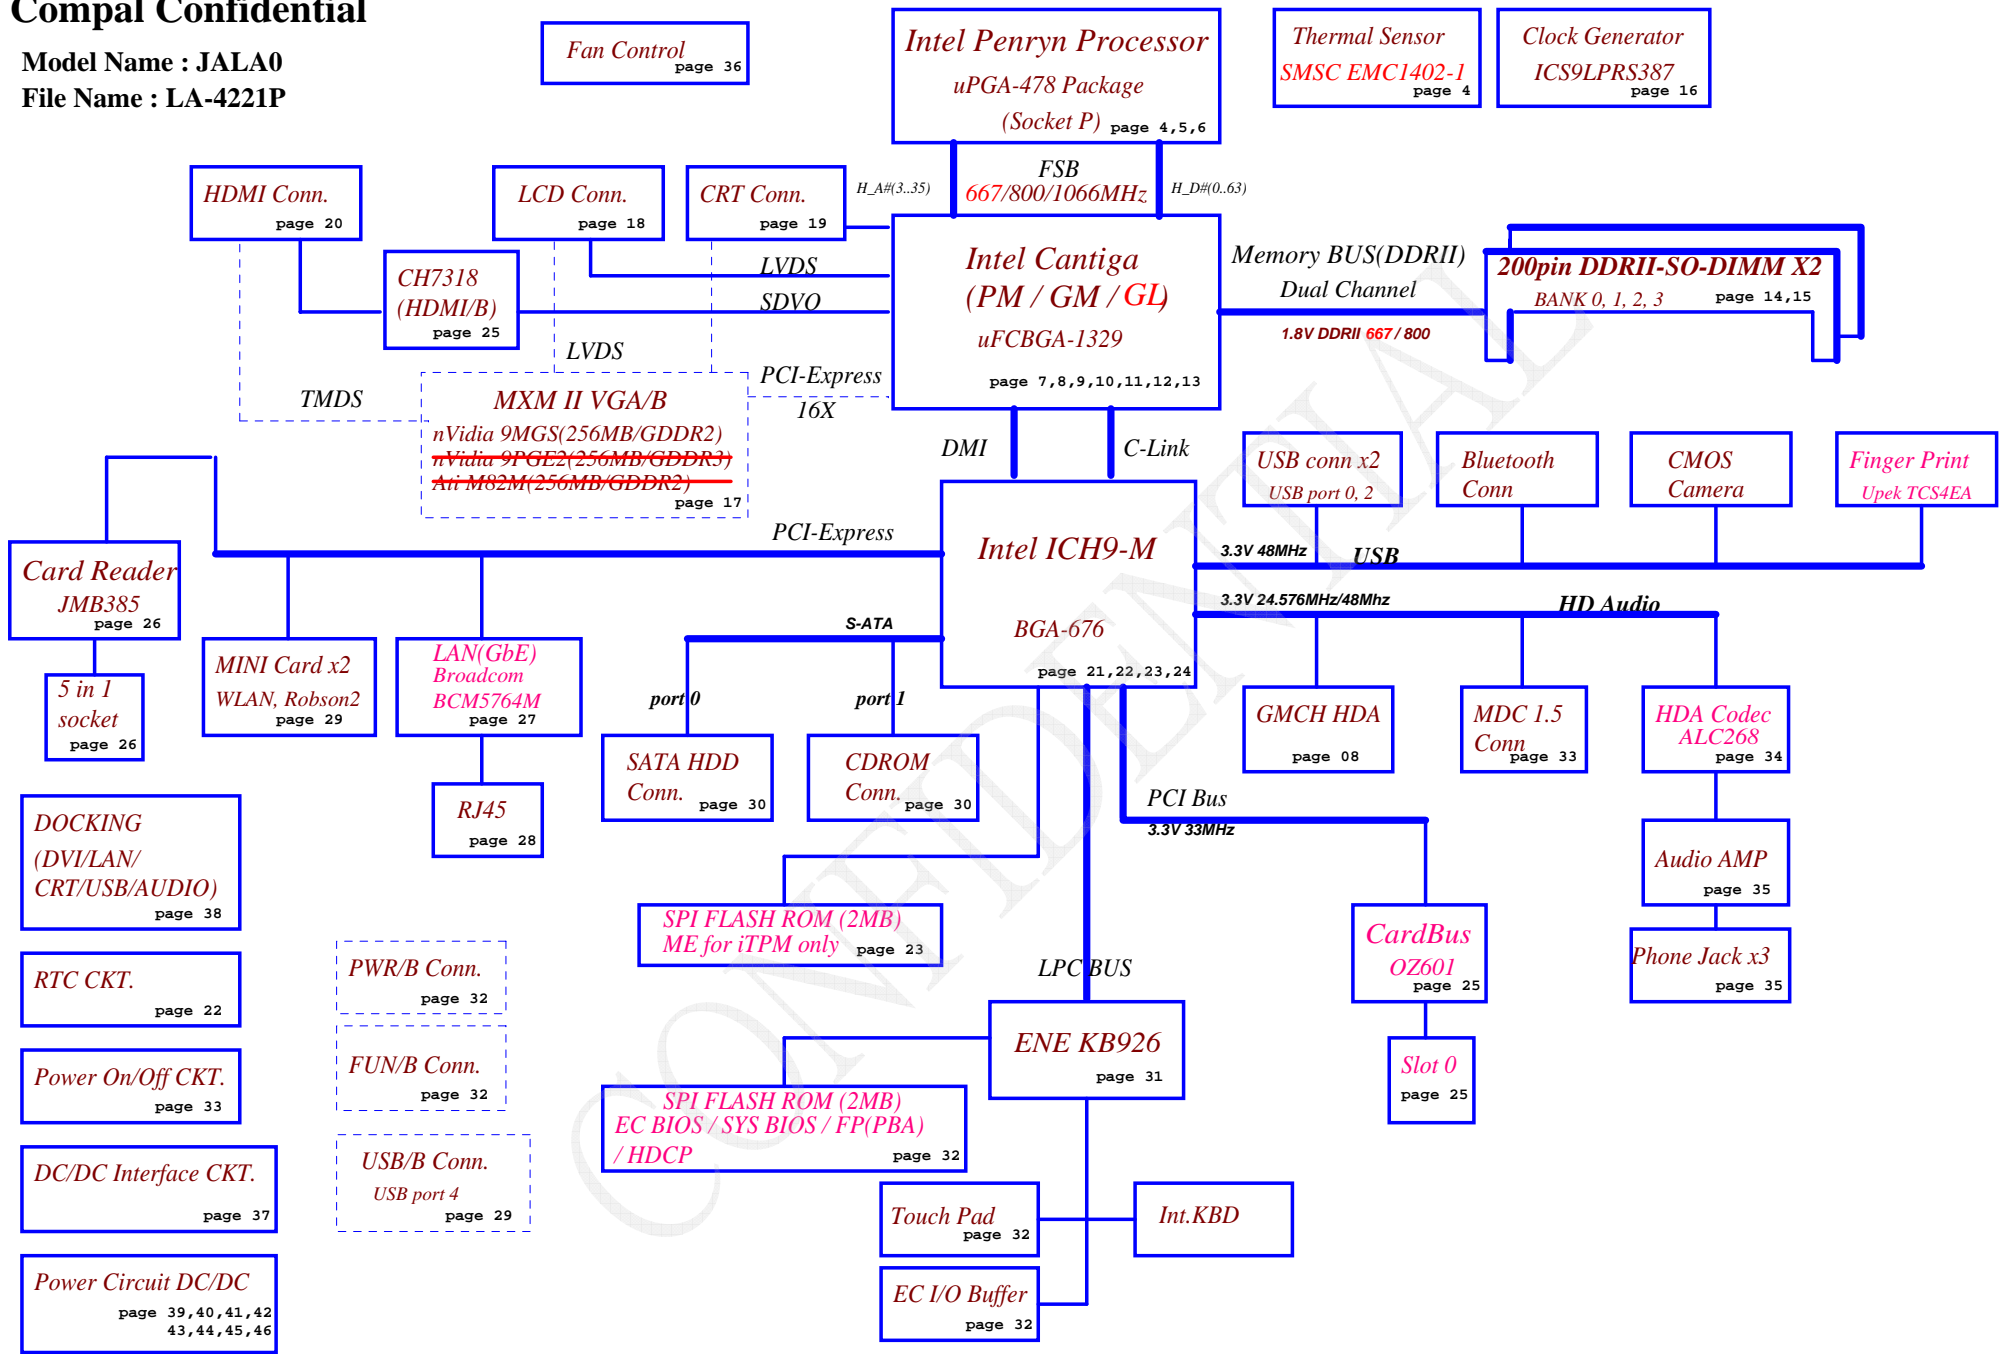 Compal Confidential
Model Name : JALA0
File Name : LA-4221P
Fan Control
page 36
Intel Penryn Processor
uPGA-478 Package
(Socket P) page 4,5,6
Thermal Sensor
SMSC EMC1402-1
page 4
Clock Generator
ICS9LPRS387
page 16
HDMI Conn.
page 20
LCD Conn.
page 18
CRT Conn.
page 19
H_A#(3..35)
FSB
667/800/1066MHz
H_D#(0..63)
CH7318
(HDMI/B)
page 25
LVDS
SDVO
Intel Cantiga
(PM / GM / GL)
uFCBGA-1329
page 7,8,9,10,11,12,13
Memory BUS(DDRII)
Dual Channel
1.8V DDRII 667 / 800
200pin DDRII-SO-DIMM X2
BANK 0, 1, 2, 3 page 14,15
LVDS
TMDS
MXM II VGA/B
nVidia 9MGS(256MB/GDDR2)
nVidia 9PGE2(256MB/GDDR3)
Ati M82M(256MB/GDDR2)
page 17
PCI-Express
16X
DMI
C-Link
USB conn x2
USB port 0, 2
Bluetooth
Conn
CMOS
Camera
Finger Print
Upek TCS4EA
PCI-Express
Intel ICH9-M
BGA-676
page 21,22,23,24
3.3V 48MHz
USB
3.3V 24.576MHz/48Mhz
HD Audio
Card Reader
JMB385
page 26
5 in 1
socket
page 26
MINI Card x2
WLAN, Robson2
page 29
LAN(GbE)
Broadcom
BCM5764M
page 27
RJ45
page 28
S-ATA
port 0
port 1
SATA HDD
Conn.
page 30
CDROM
Conn.
page 30
GMCH HDA
page 08
MDC 1.5
Conn
page 33
HDA Codec
ALC268
page 34
Audio AMP
page 35
Phone Jack x3
page 35
PCI Bus
3.3V 33MHz
CardBus
OZ601
page 25
Slot 0
page 25
SPI FLASH ROM (2MB)
ME for iTPM only page 23
LPC BUS
ENE KB926
page 31
SPI FLASH ROM (2MB)
EC BIOS / SYS BIOS / FP(PBA)
/ HDCP
page 32
Touch Pad
page 32
Int.KBD
EC I/O Buffer
page 32
DOCKING
(DVI/LAN/
CRT/USB/AUDIO)
page 38
RTC CKT.
page 22
Power On/Off CKT.
page 33
DC/DC Interface CKT.
page 37
Power Circuit DC/DC
page 39,40,41,42
43,44,45,46
PWR/B Conn.
page 32
FUN/B Conn.
page 32
USB/B Conn.
USB port 4
page 29
CONFIDENTIAL